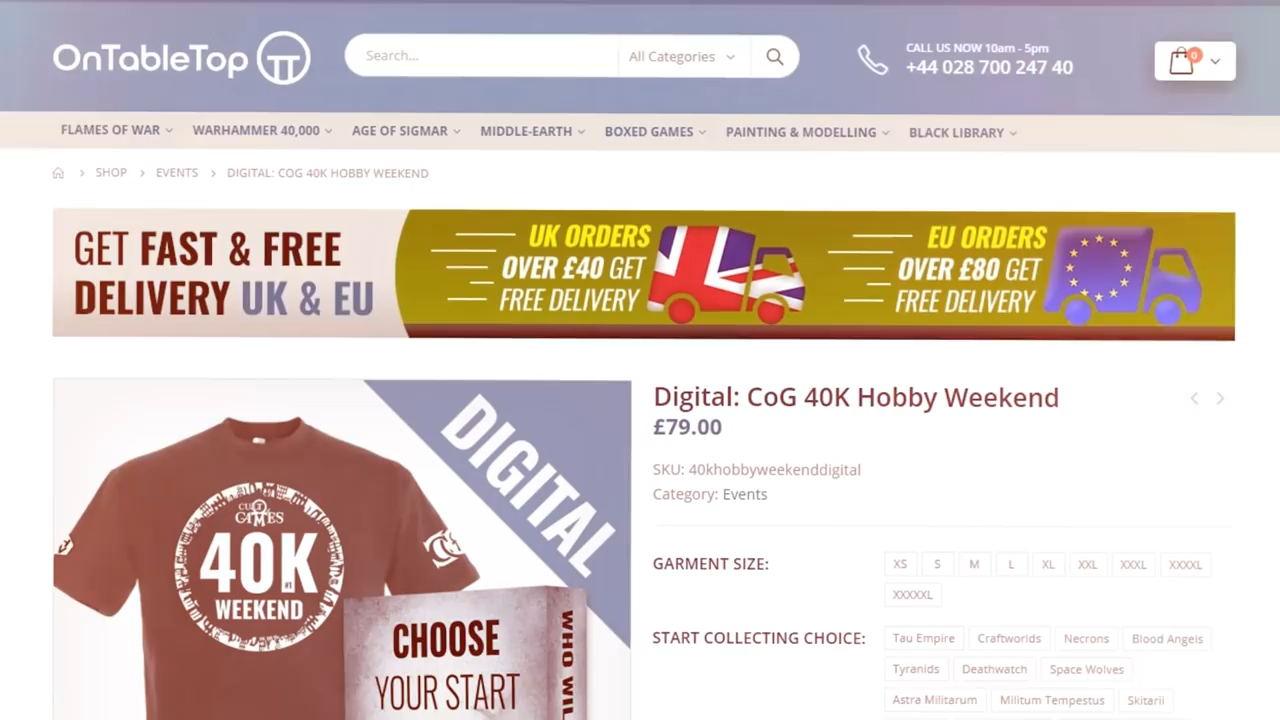 OnTableTop
Search...
All Categories
CALL US NOW 10am - 5pm
+44 028 700 247 40
0
FLAMES OF WAR
WARHAMMER 40,000
AGE OF SIGMAR
MIDDLE-EARTH
BOXED GAMES
PAINTING & MODELLING
BLACK LIBRARY
SHOP > EVENTS > DIGITAL: COG 40K HOBBY WEEKEND
GET FAST & FREE
DELIVERY UK & EU
UK ORDERS
OVER £40 GET
FREE DELIVERY
EU ORDERS
OVER £80 GET
FREE DELIVERY
DIGITAL
CULT
GAMES
40K
#1
WEEKEND
CHOOSE
YOUR START
WHO WIL
Digital: CoG 40K Hobby Weekend
£79.00
SKU: 40khobbyweekenddigital
Category: Events
GARMENT SIZE:
XS S M L XL XXL XXXL XXXXL
XXXXXL
START COLLECTING CHOICE:
Tau Empire Craftworlds Necrons Blood Angels
Tyranids Deathwatch Space Wolves
Astra Militarum Militum Tempestus Skitarii